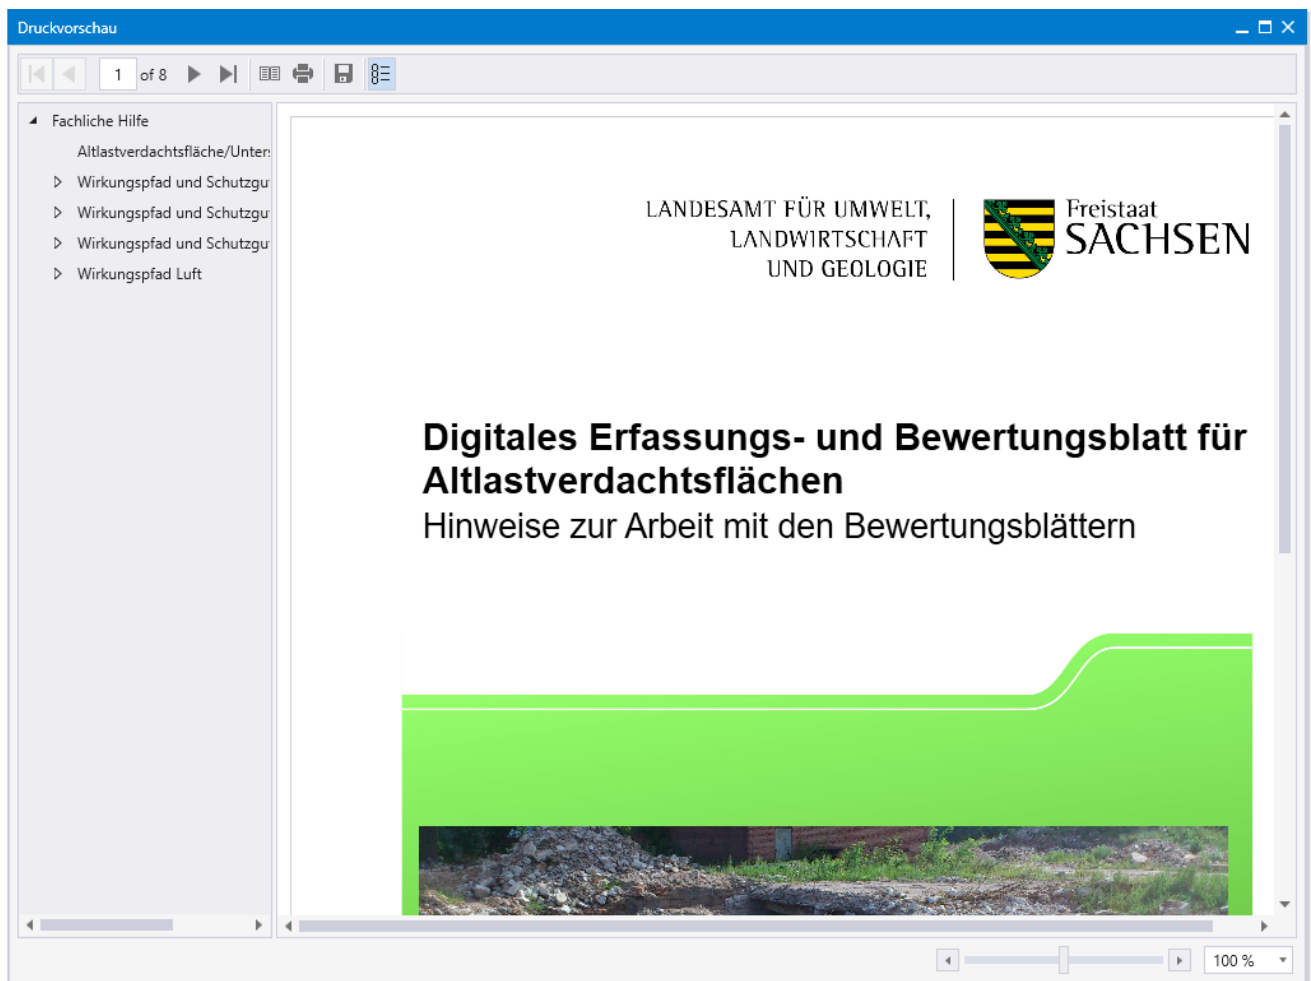 Druckvorschau
1 of 8
Fachliche Hilfe
Altlastverdachtsfläche/Unter
Wirkungspfad und Schutzgu
Wirkungspfad und Schutzgu
Wirkungspfad und Schutzgu
Wirkungspfad Luft
LANDESAMT FÜR UMWELT,
LANDWIRTSCHAFT
UND GEOLOGIE
Freistaat
SACHSEN
Digitales Erfassungs- und Bewertungsblatt für
Altlastverdachtsflächen
Hinweise zur Arbeit mit den Bewertungsblättern
100 %